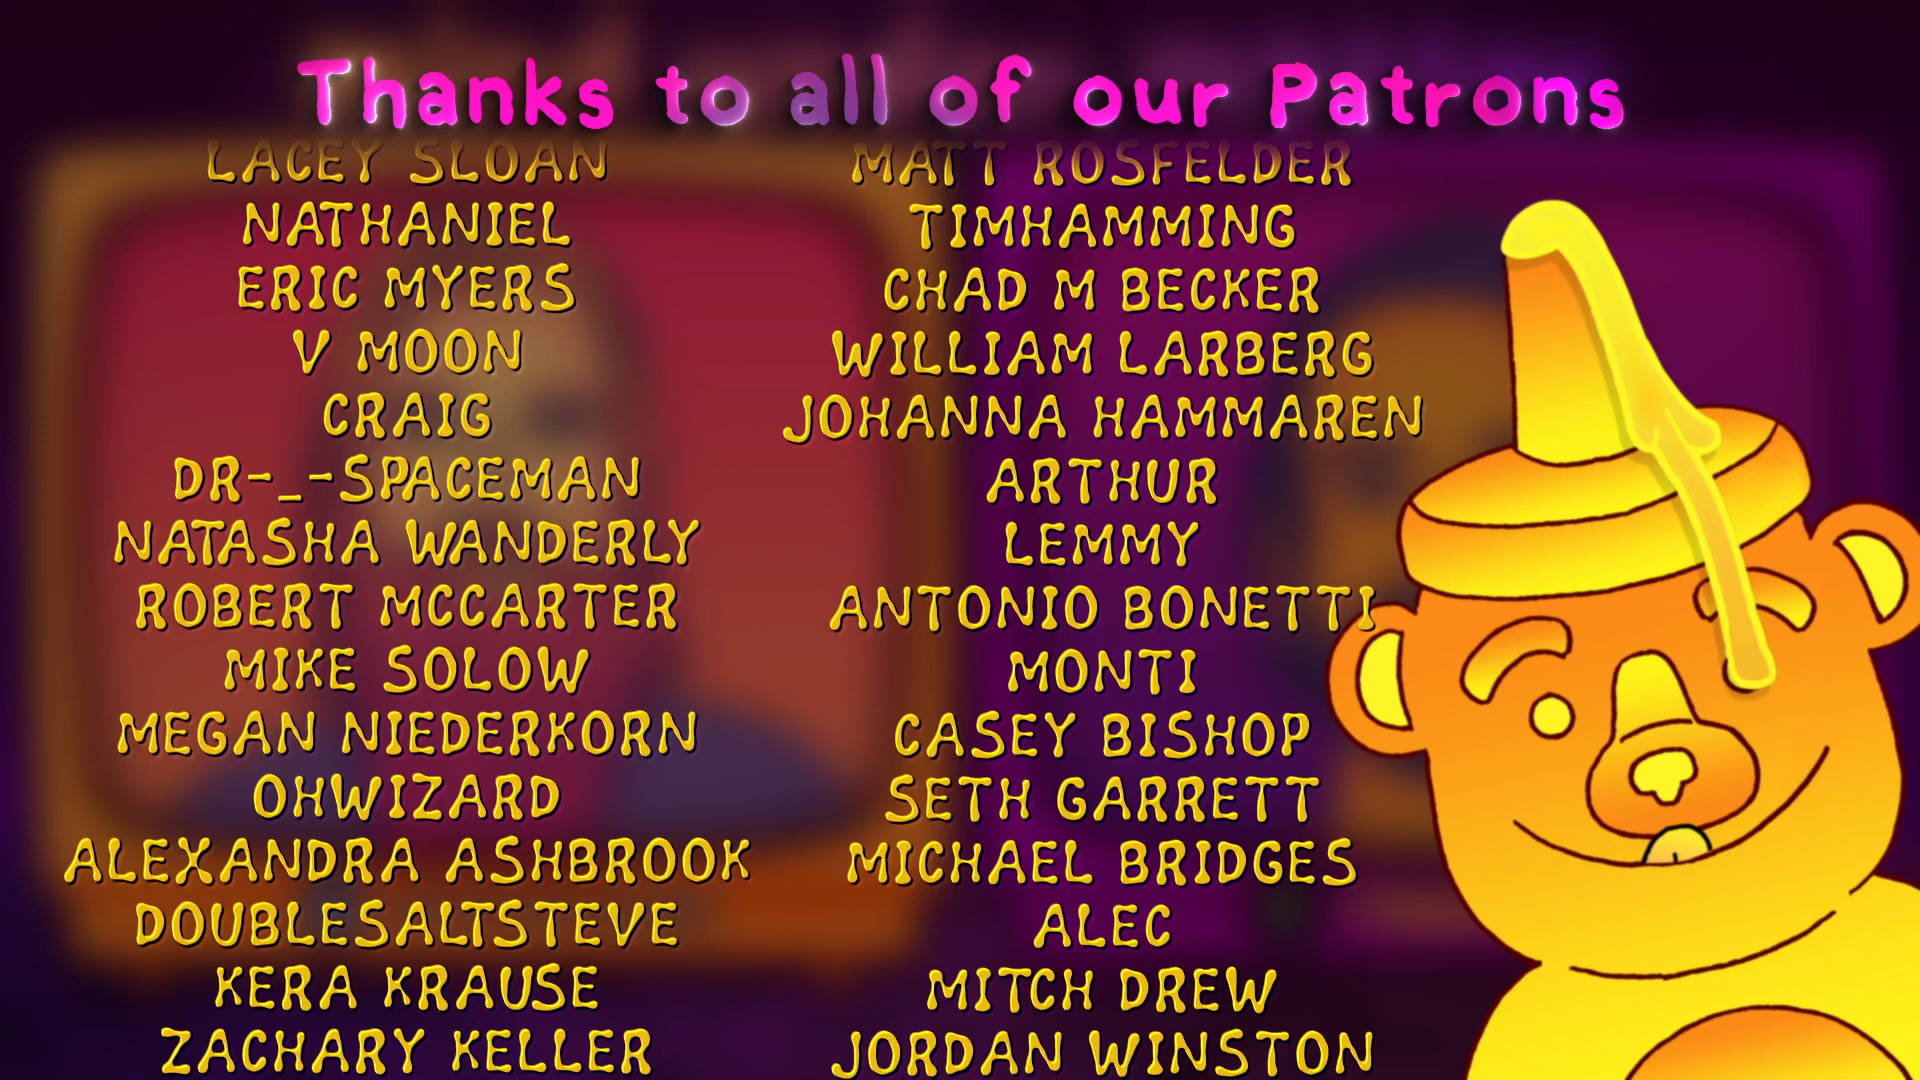 Thanks to all of our Patrons
LACEY SLOAN
NATHANIEL
ERIC MYERS
V MOON
CRAIG
DR-_-SPACEMAN
NATASHA WANDERLY
ROBERT MCCARTER
MIKE SOLOW
MEGAN NIEDERKORN
OHWIZARD
ALEXANDRA ASHBROOK
DOUBLESALTSTEVE
KERA KRAUSE
ZACHARY KELLER
MATT ROSFELDER
TIMHAMMING
CHAD M BECKER
WILLIAM LARBERG
JOHANNA HAMMAREN
ARTHUR
LEMMY
ANTONIO BONETTI
MONTI
CASEY BISHOP
SETH GARRETT
MICHAEL BRIDGES
ALEC
MITCH DREW
JORDAN WINSTON